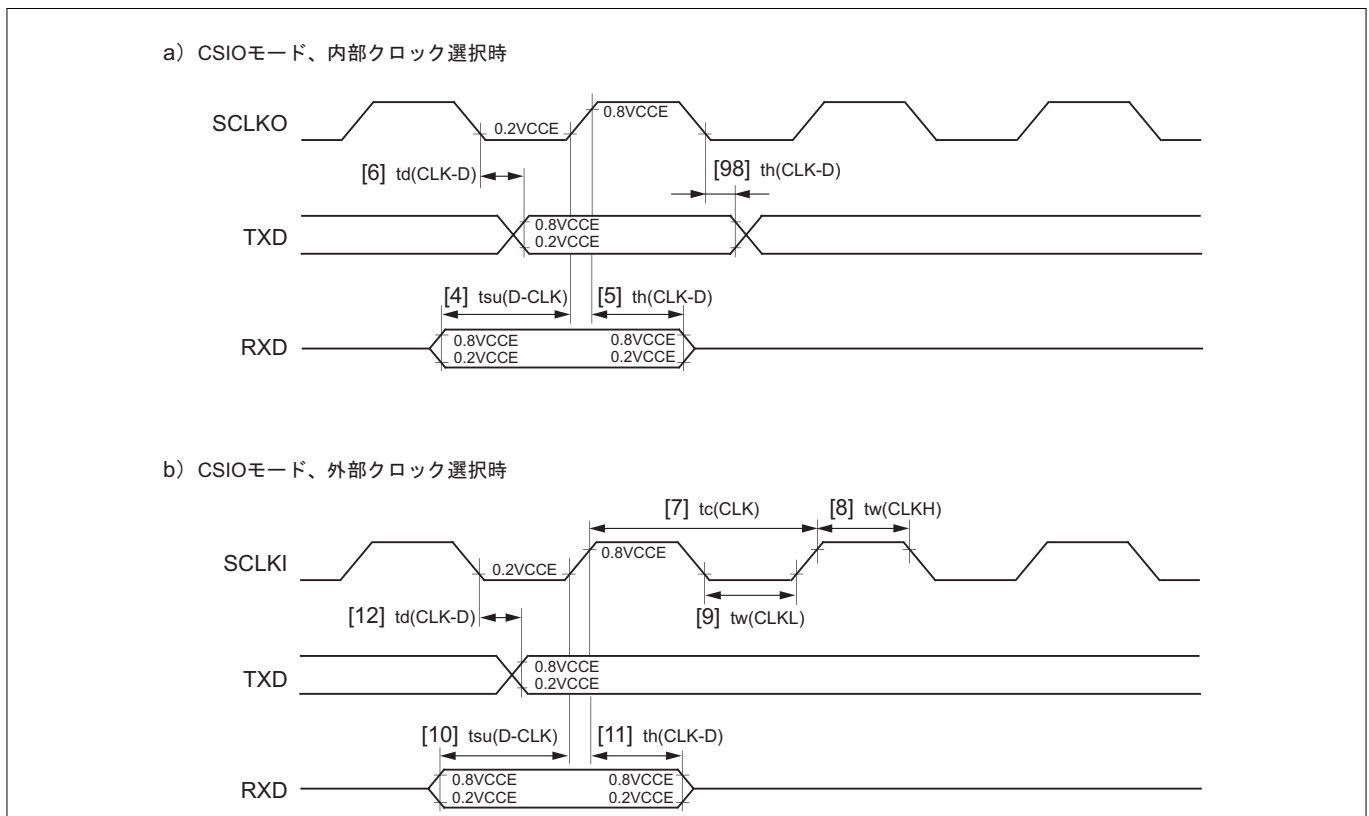 a）CSIOモード、内部クロック選択時
SCLKO
0.2VCCE
0.8VCCE
[6] td(CLK-D)
[98] th(CLK-D)
TXD
0.8VCCE
0.2VCCE
[4] tsu(D-CLK)
[5] th(CLK-D)
RXD
0.8VCCE
0.8VCCE
0.2VCCE
0.2VCCE
b）CSIOモード、外部クロック選択時
[7] tc(CLK)
[8] tw(CLKH)
SCLKI
0.2VCCE
0.8VCCE
[12] td(CLK-D)
[9] tw(CLKL)
TXD
0.8VCCE
0.2VCCE
[10] tsu(D-CLK)
[11] th(CLK-D)
RXD
0.8VCCE
0.8VCCE
0.2VCCE
0.2VCCE